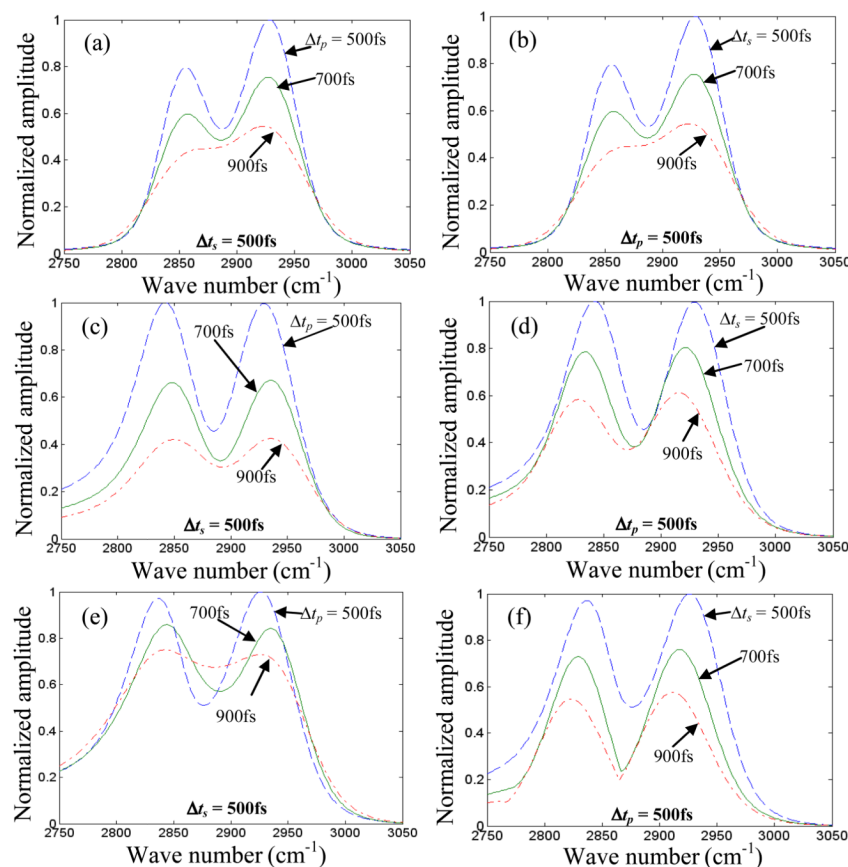 (a)
Δtp = 500fs
700fs
900fs
Δts = 500fs
Normalized amplitude
1
0.8
0.6
0.4
0.2
0
2750 2800 2850 2900 2950 3000 3050
Wave number (cm-1)
(b)
Δts = 500fs
700fs
900fs
Δtp = 500fs
Normalized amplitude
1
0.8
0.6
0.4
0.2
0
2750 2800 2850 2900 2950 3000 3050
Wave number (cm-1)
(c)
700fs
Δtp = 500fs
900fs
Δts = 500fs
Normalized amplitude
1
0.8
0.6
0.4
0.2
0
2750 2800 2850 2900 2950 3000 3050
Wave number (cm-1)
(d)
Δts = 500fs
700fs
900fs
Δtp = 500fs
Normalized amplitude
1
0.8
0.6
0.4
0.2
0
2750 2800 2850 2900 2950 3000 3050
Wave number (cm-1)
(e)
700fs
Δtp = 500fs
900fs
Δts = 500fs
Normalized amplitude
1
0.8
0.6
0.4
0.2
0
2750 2800 2850 2900 2950 3000 3050
Wave number (cm-1)
(f)
Δts = 500fs
700fs
900fs
Δtp = 500fs
Normalized amplitude
1
0.8
0.6
0.4
0.2
0
2750 2800 2850 2900 2950 3000 3050
Wave number (cm-1)